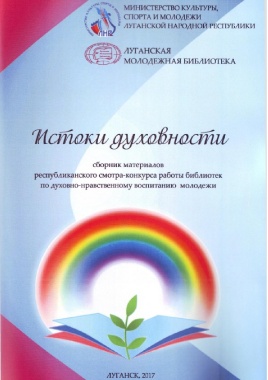 МИНИСТЕРСТВО КУЛЬТУРЫ,
СПОРТА И МОЛОДЕЖИ
ЛУГАНСКОЙ НАРОДНОЙ РЕСПУБЛИКИ
ЛУГАНСКАЯ
МОЛОДЕЖНАЯ БИБЛИОТЕКА
Истоки духовности
сборник материалов
республиканского смотра-конкурса работы библиотек
по духовно-нравственному воспитанию молодежи
ЛУГАНСК, 2017